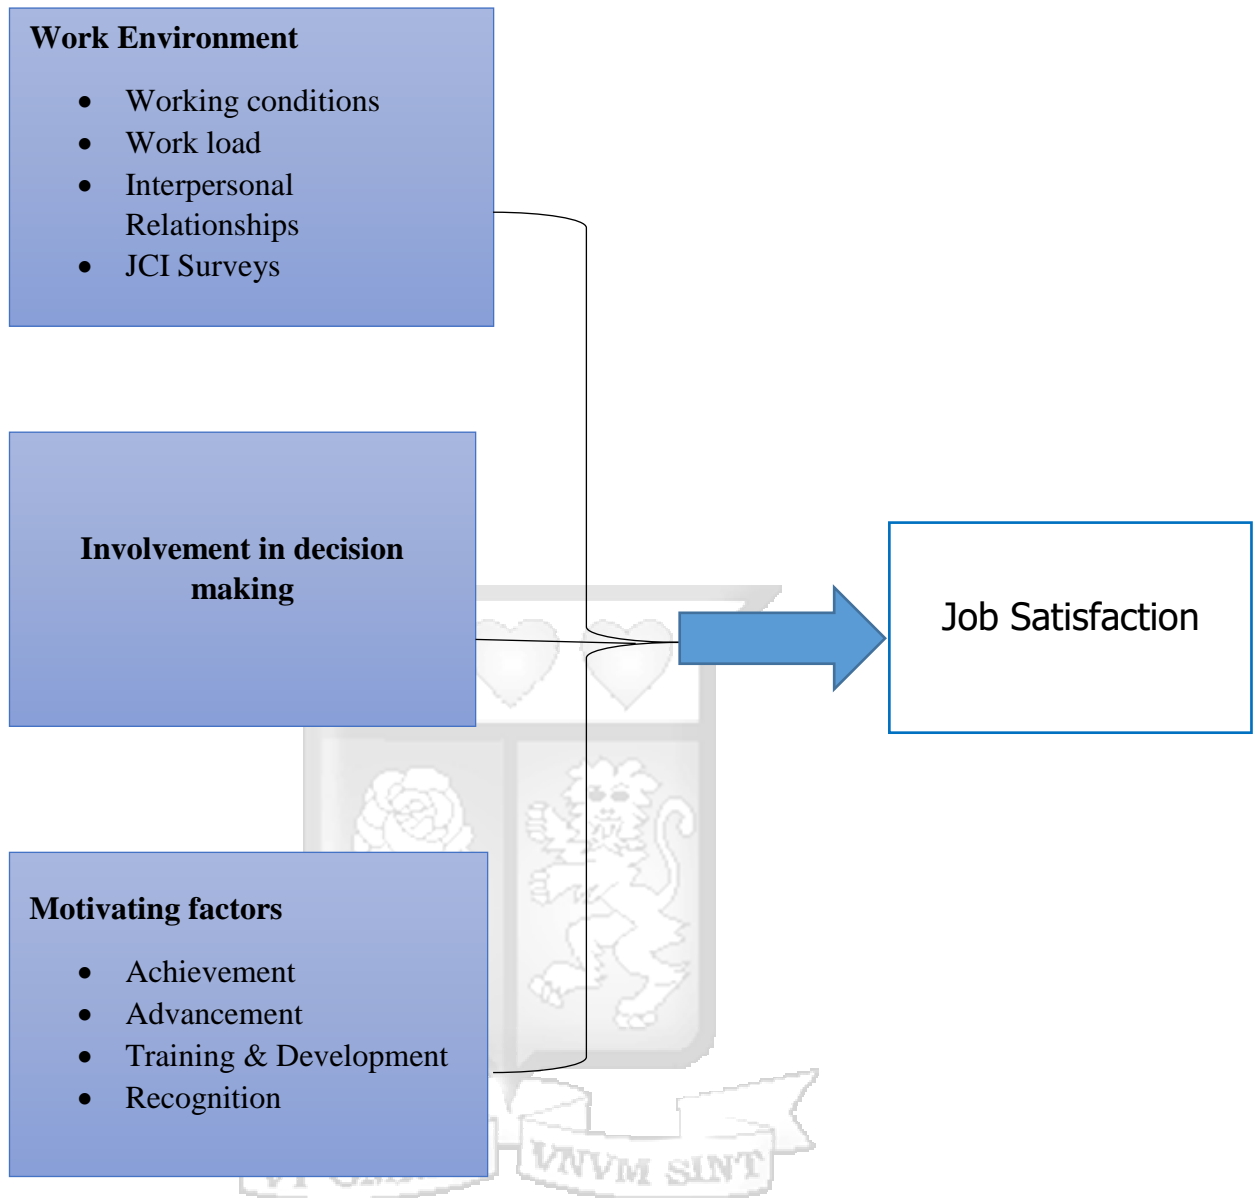 Work Environment
• Working conditions
• Work load
• Interpersonal
Relationships
• JCI Surveys
Involvement in decision
making
Job Satisfaction
Motivating factors
• Achievement
• Advancement
• Training & Development
• Recognition
VNVM SINT